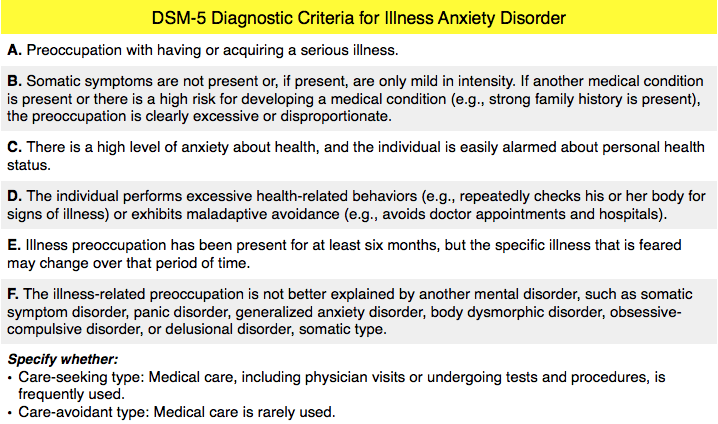 DSM-5 Diagnostic Criteria for Illness Anxiety Disorder
A. Preoccupation with having or acquiring a serious illness.
B. Somatic symptoms are not present or, if present, are only mild in intensity. If another medical condition
is present or there is a high risk for developing a medical condition (e.g., strong family history is present),
the preoccupation is clearly excessive or disproportionate.
C. There is a high level of anxiety about health, and the individual is easily alarmed about personal health
status.
D. The individual performs excessive health-related behaviors (e.g., repeatedly checks his or her body for
signs of illness) or exhibits maladaptive avoidance (e.g., avoids doctor appointments and hospitals).
E. Illness preoccupation has been present for at least six months, but the specific illness that is feared
may change over that period of time.
F. The illness-related preoccupation is not better explained by another mental disorder, such as somatic
symptom disorder, panic disorder, generalized anxiety disorder, body dysmorphic disorder, obsessive-
compulsive disorder, or delusional disorder, somatic type.
Specify whether:
• Care-seeking type: Medical care, including physician visits or undergoing tests and procedures, is
frequently used.
• Care-avoidant type: Medical care is rarely used.